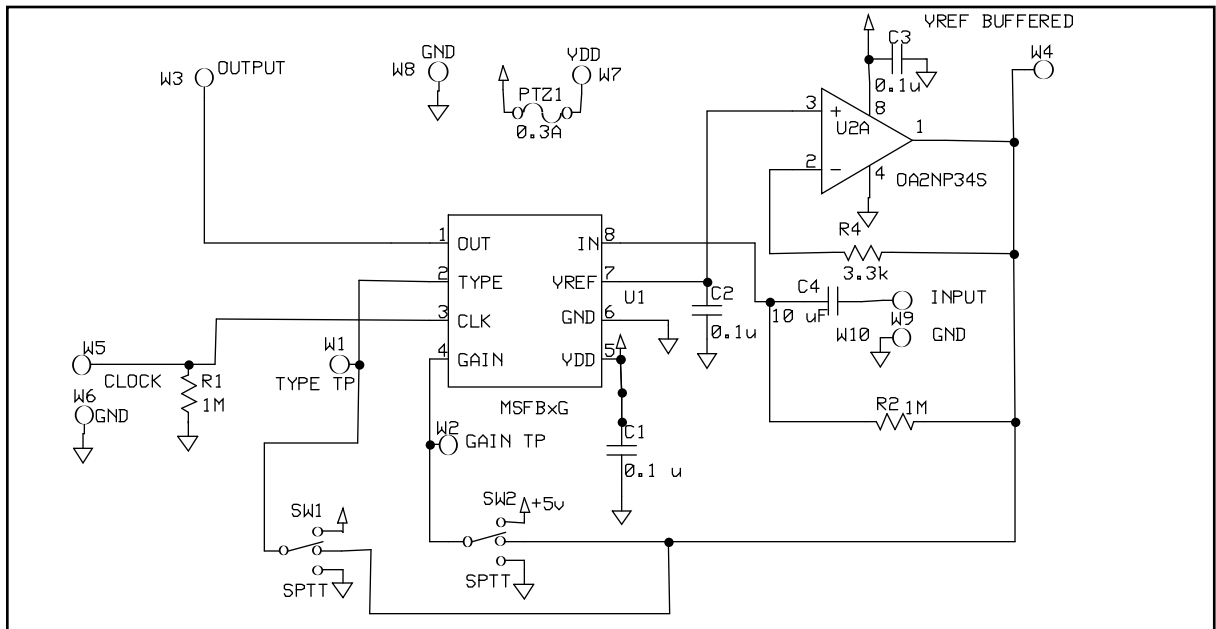 VREF BUFFERED
W3 OUTPUT
GND
W8
VDD
W7
C3
W4
0.1u
PTZ1
0.3A
3 +
8
U2A
1
2 −
4
OA2NP34S
R4
3.3k
1 OUT
IN 8
2 TYPE
VREF 7
U1
3 CLK
GND 6
4 GAIN
VDD 5
MSFBxG
C2
0.1u
C4
10 uF
INPUT
W9
W10
GND
W5
CLOCK
R1
1M
W6
GND
W1
TYPE TP
R2 1M
W2
GAIN TP
C1
0.1 u
SW1
SPTT
SW2
+5v
SPTT